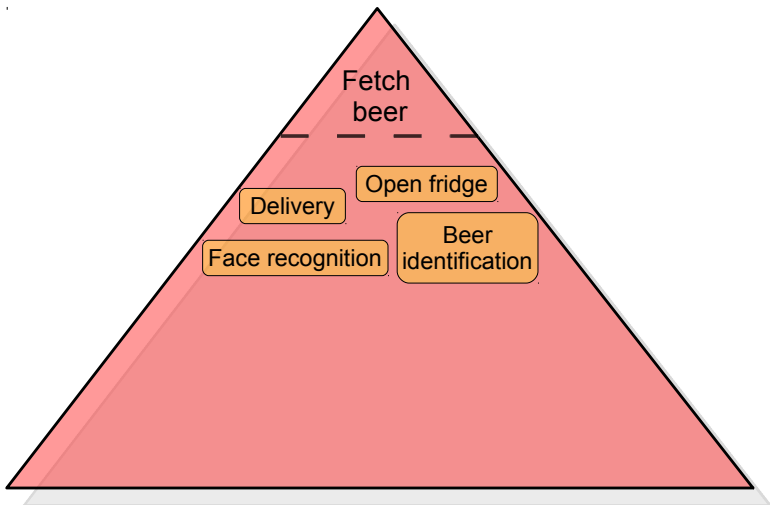 Fetch
beer
Open fridge
Delivery
Beer
identification
Face recognition